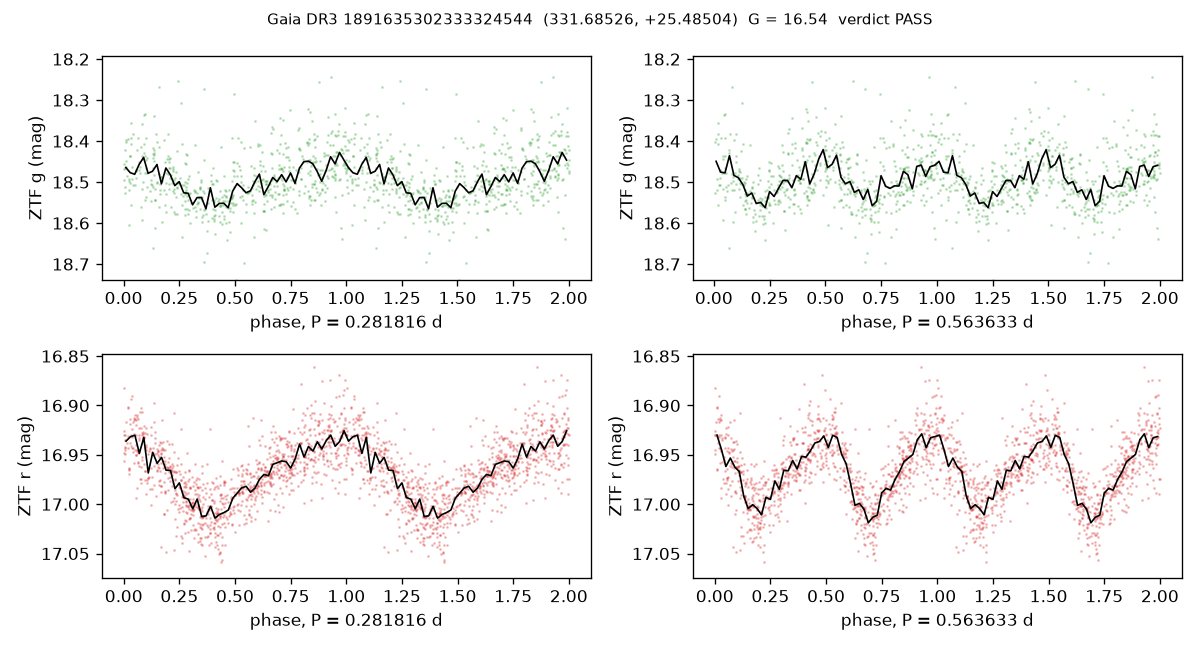 Gaia DR3 1891635302333324544 (331.68526, +25.48504) G = 16.54 verdict PASS
ZTF g (mag)
18.2
18.3
18.4
18.5
18.6
18.7
0.00 0.25 0.50 0.75 1.00 1.25 1.50 1.75 2.00
phase, P = 0.281816 d
ZTF g (mag)
18.2
18.3
18.4
18.5
18.6
18.7
0.00 0.25 0.50 0.75 1.00 1.25 1.50 1.75 2.00
phase, P = 0.563633 d
ZTF r (mag)
16.85
16.90
16.95
17.00
17.05
0.00 0.25 0.50 0.75 1.00 1.25 1.50 1.75 2.00
phase, P = 0.281816 d
ZTF r (mag)
16.85
16.90
16.95
17.00
17.05
0.00 0.25 0.50 0.75 1.00 1.25 1.50 1.75 2.00
phase, P = 0.563633 d